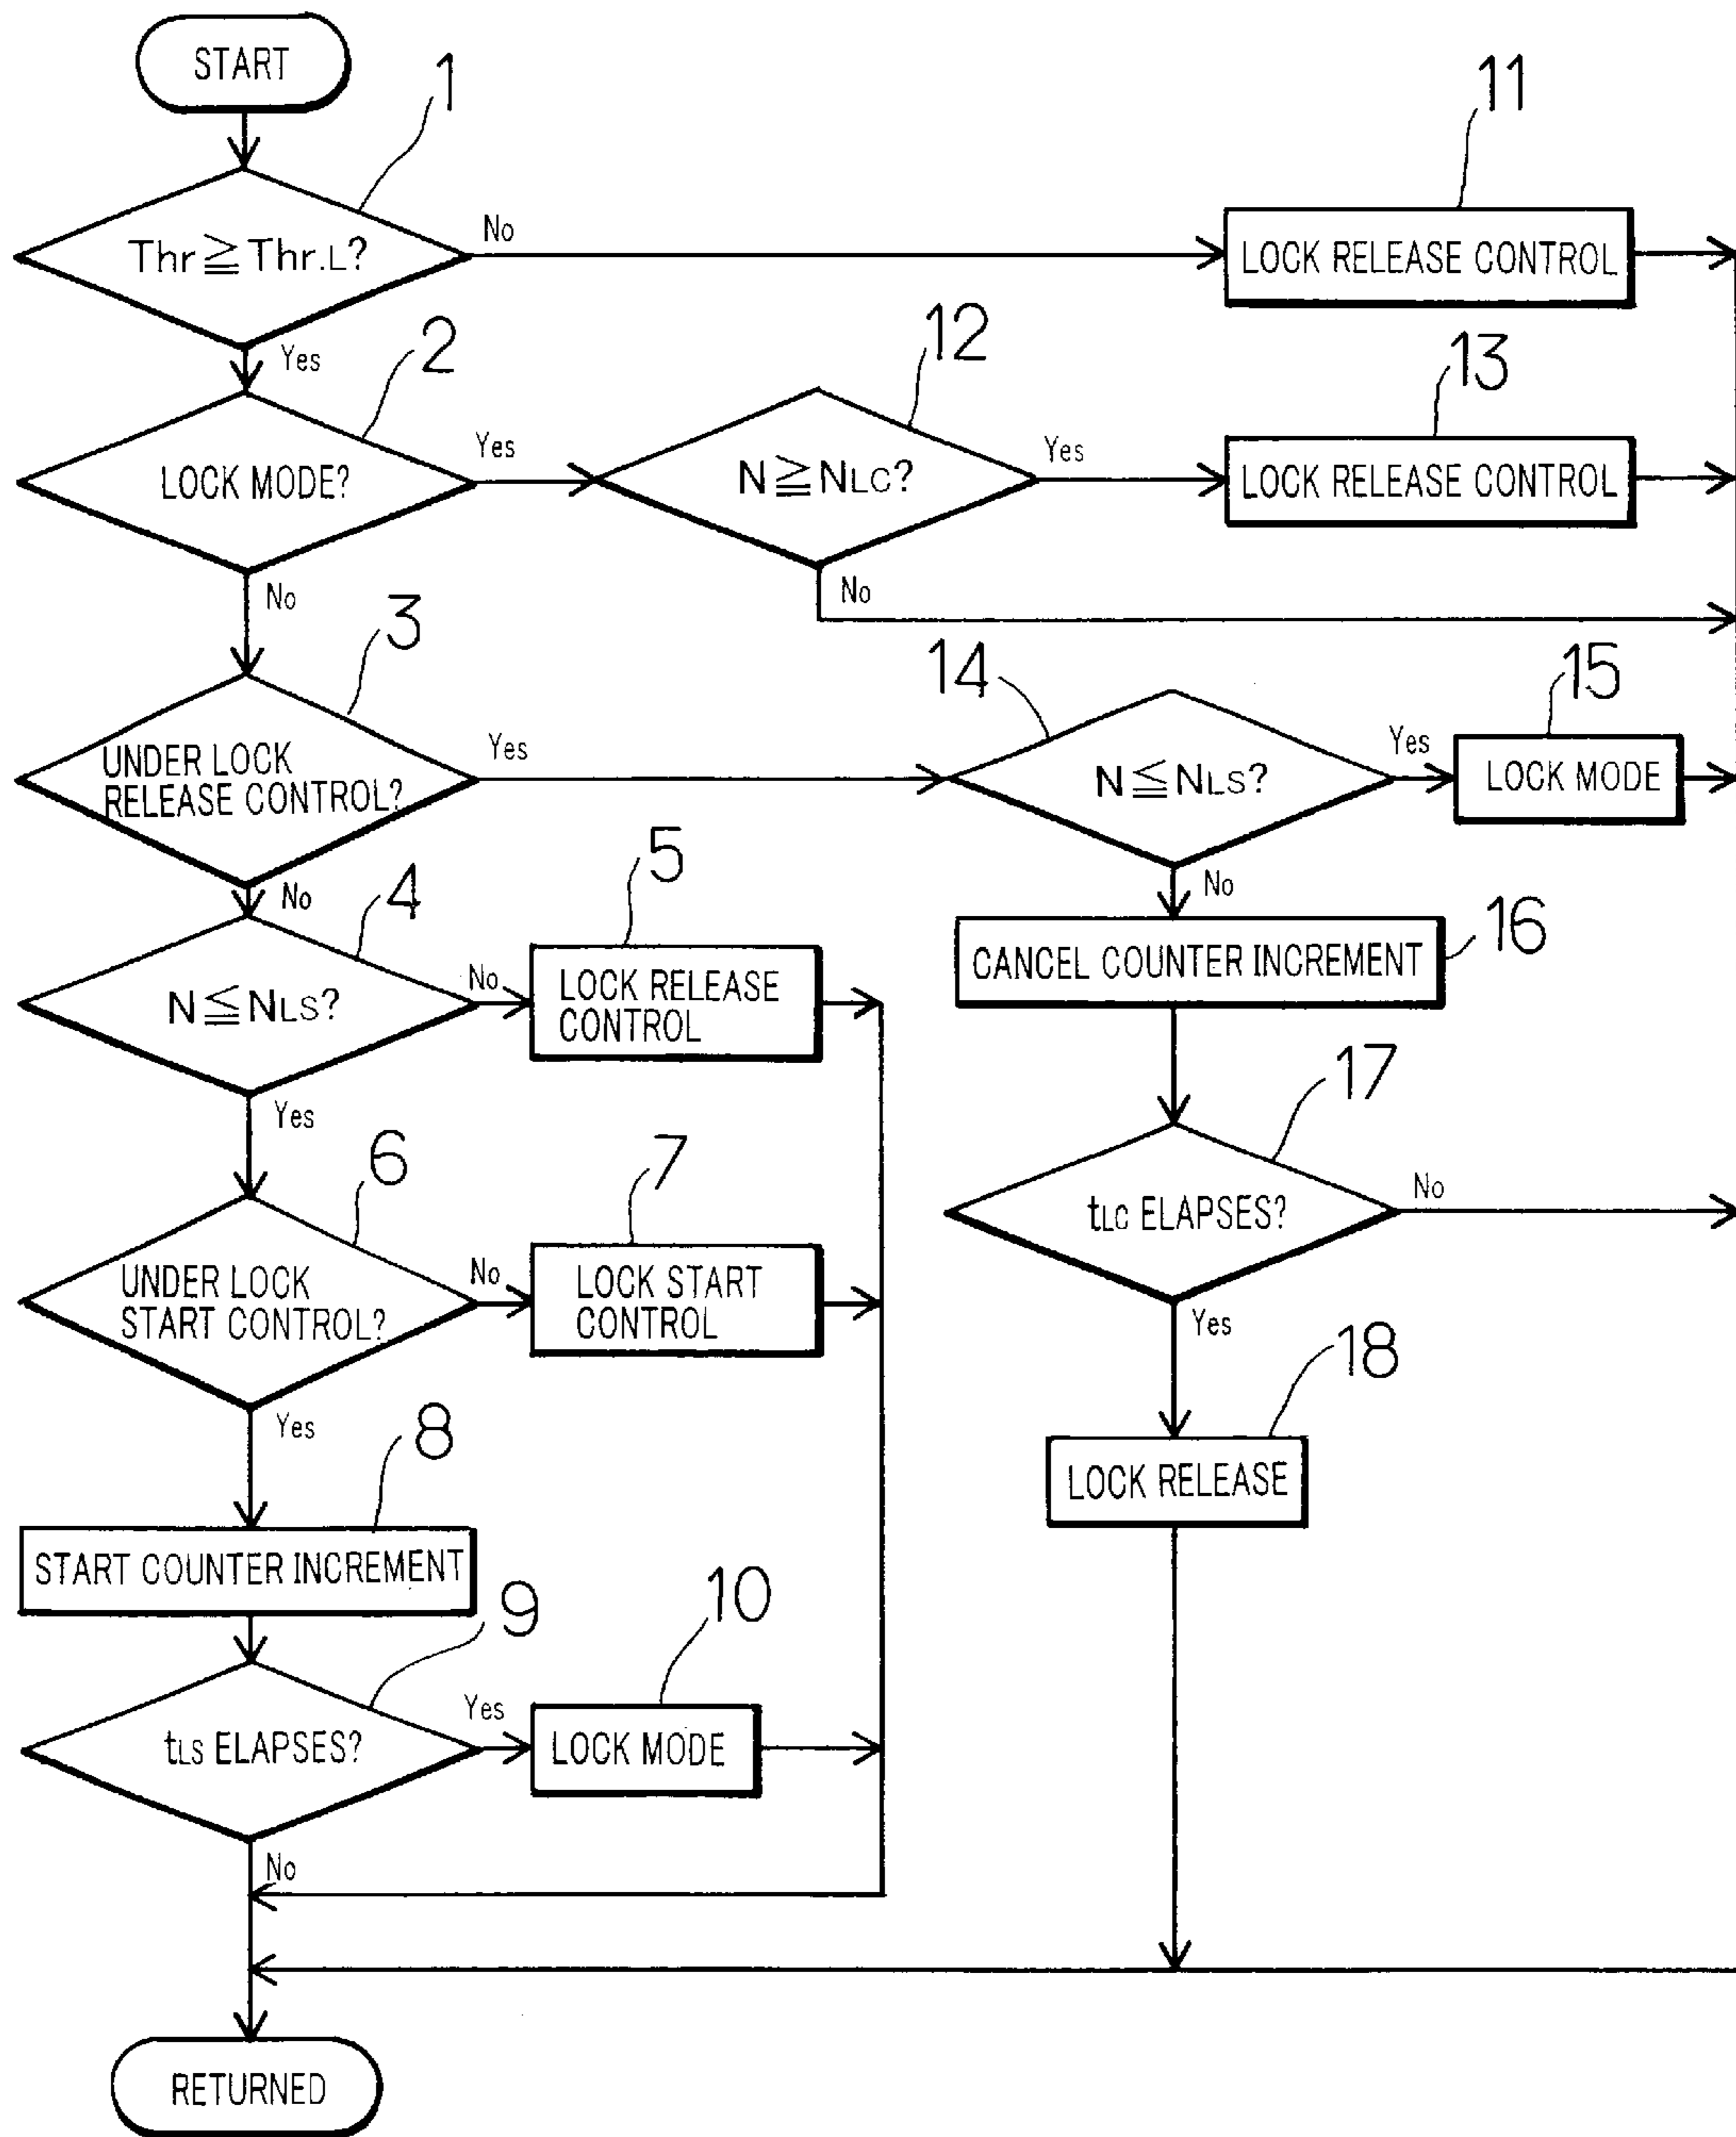 START
1
Thr ≧ Thr.L?
No
11
LOCK RELEASE CONTROL
Yes
2
LOCK MODE?
Yes
12
N ≧ NLC?
Yes
13
LOCK RELEASE CONTROL
No
No
3
UNDER LOCK
RELEASE CONTROL?
Yes
14
N ≦ NLS?
Yes
15
LOCK MODE
No
4
N ≦ NLS?
No
5
LOCK RELEASE
CONTROL
No
CANCEL COUNTER INCREMENT
16
Yes
6
UNDER LOCK
START CONTROL?
No
7
LOCK START
CONTROL
17
tLC ELAPSES?
No
Yes
18
LOCK RELEASE
Yes
8
START COUNTER INCREMENT
9
tLS ELAPSES?
Yes
10
LOCK MODE
No
RETURNED